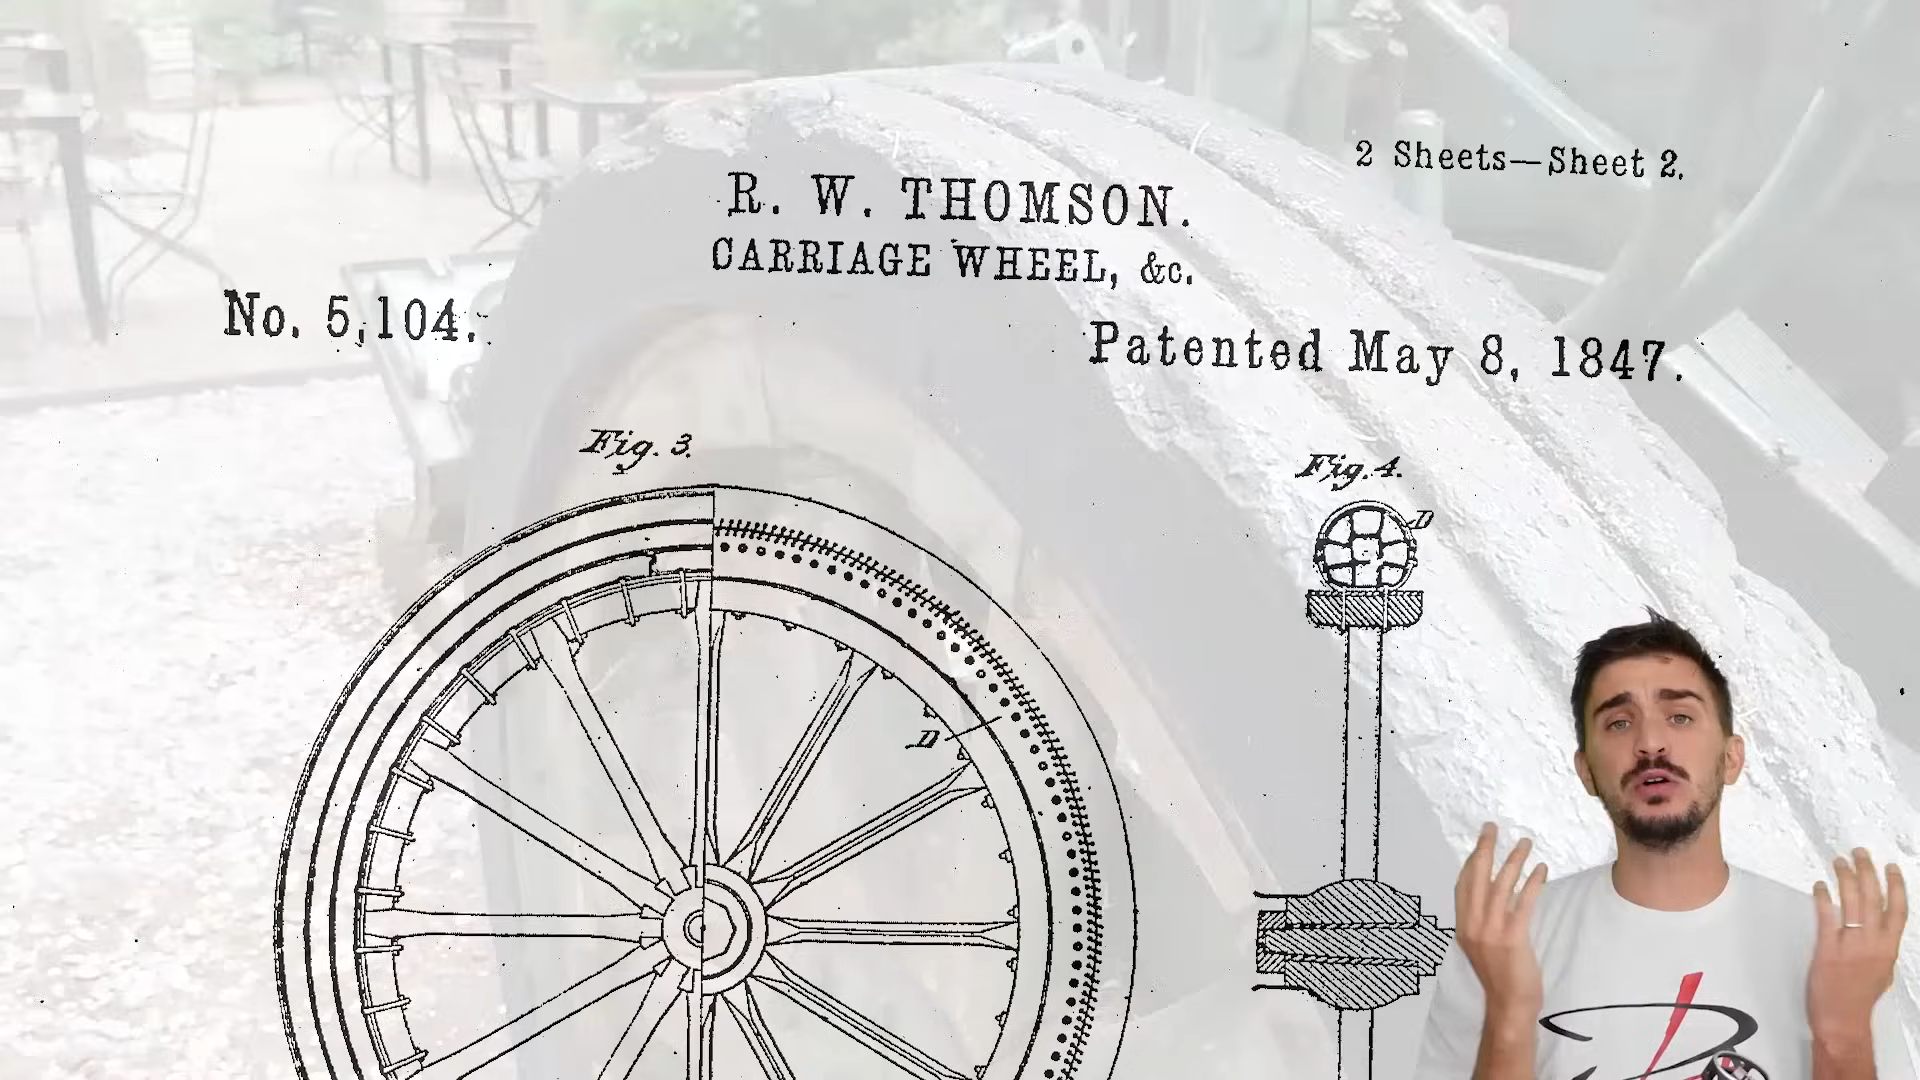 2 Sheets—Sheet 2.
R. W. THOMSON.
CARRIAGE WHEEL, &c.
No. 5,104.
Patented May 8, 1847.
Fig. 3.
Fig. 4.
D
D